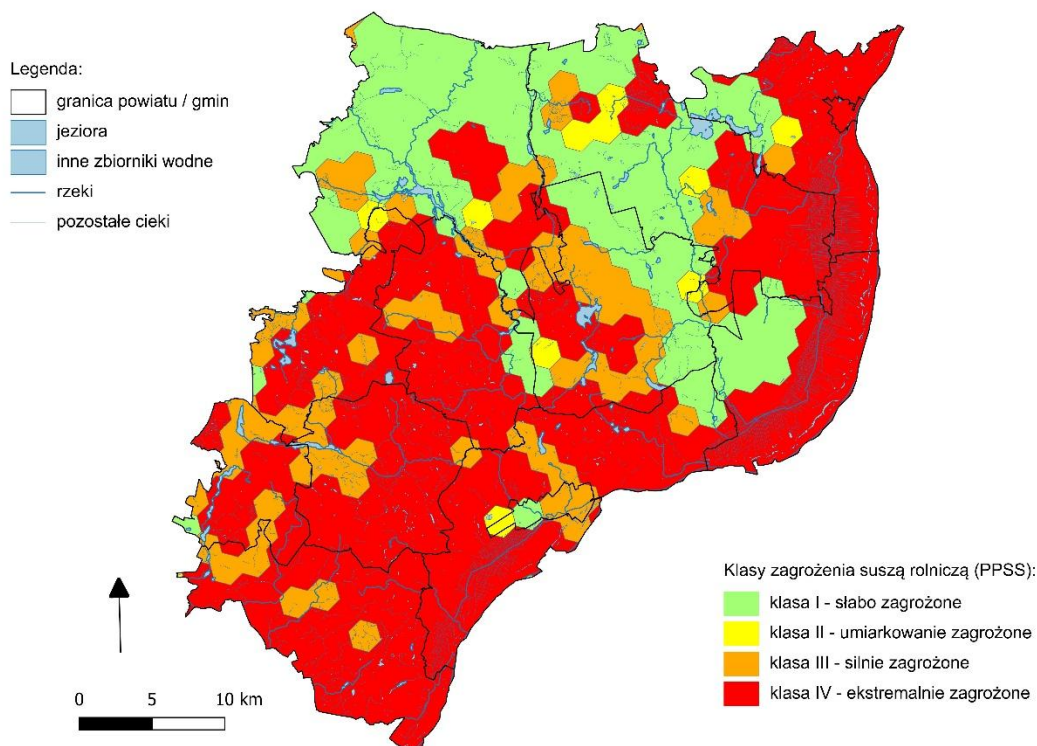 Legenda:
granica powiatu / gmin
jeziora
inne zbiorniki wodne
rzeki
pozostałe cieki
Klasy zagrożenia suszą rolniczą (PPSS):
klasa I - słabo zagrożone
klasa II - umiarkowanie zagrożone
klasa III - silnie zagrożone
klasa IV - ekstremalnie zagrożone
0 5 10 km